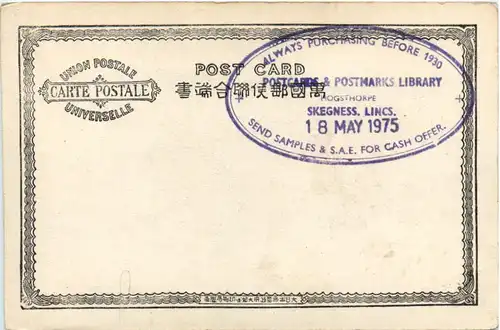 UNION POSTALE
CARTE POSTALE
UNIVERSELLE
POST CARD
書端合聯便郵國萬
ALWAYS PURCHASING BEFORE 1930
POSTCARDS & POSTMARKS LIBRARY
HOGSTHORPE
SKEGNESS. LINCS.
18 MAY 1975
SEND SAMPLES & S.A.E. FOR CASH OFFER.